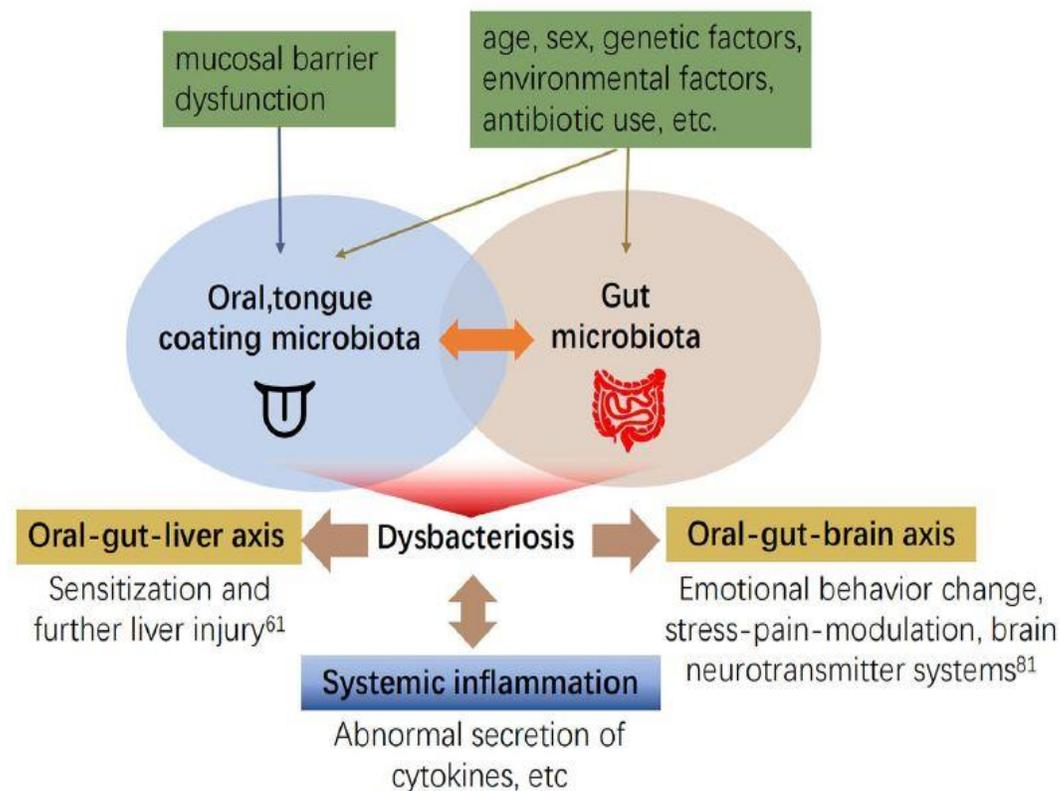 mucosal barrier
dysfunction
age, sex, genetic factors,
environmental factors,
antibiotic use, etc.
Oral,tongue
coating microbiota
Gut
microbiota
Dysbacteriosis
Oral-gut-liver axis
Sensitization and
further liver injury⁶¹
Oral-gut-brain axis
Emotional behavior change,
stress-pain-modulation, brain
neurotransmitter systems⁸¹
Systemic inflammation
Abnormal secretion of
cytokines, etc